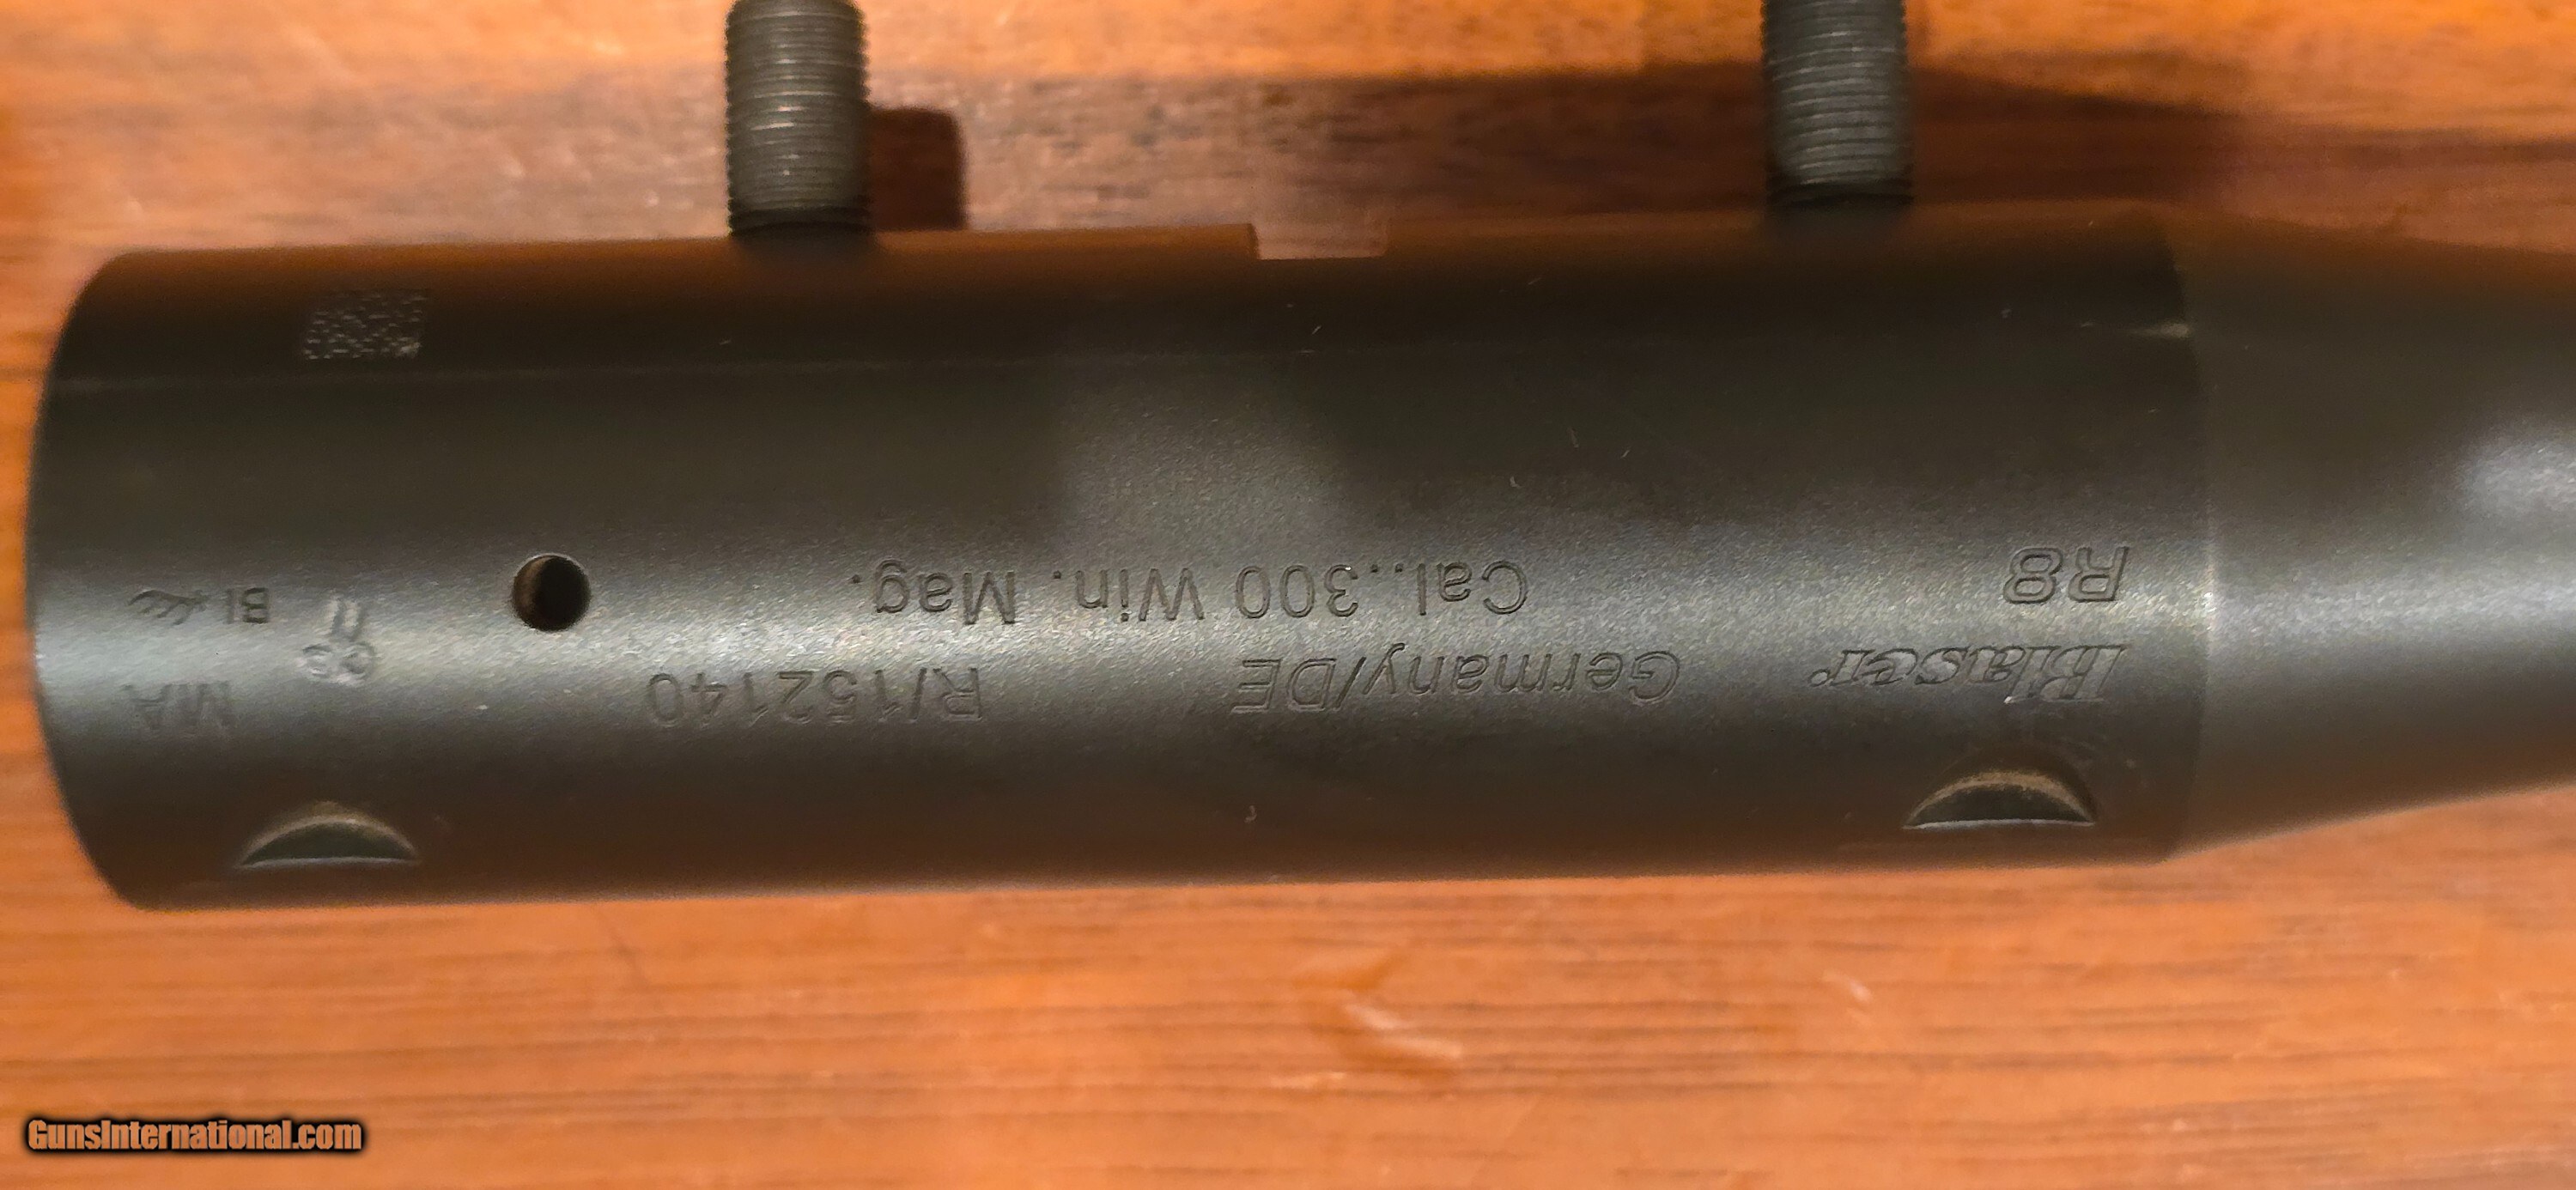 Blaser R/152140 MA
Germany/DE
R8 Cal..300 Win. Mag. BI
GunsInternational.com